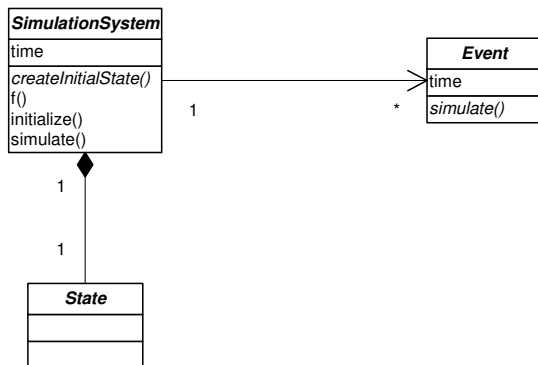 SimulationSystem
time
createInitialState()
f()
initialize()
simulate()
Event
time
simulate()
1
*
1
1
State